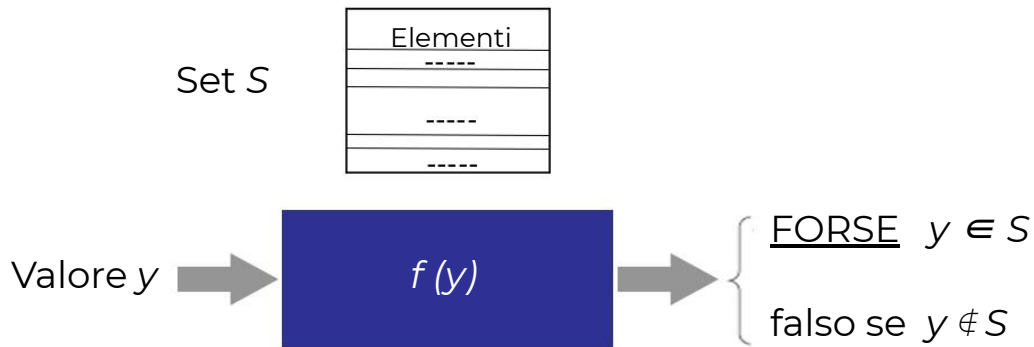 Elementi
-----
Set S
-----
-----
FORSE y ∈ S
Valore y
f (y)
falso se y ∉ S